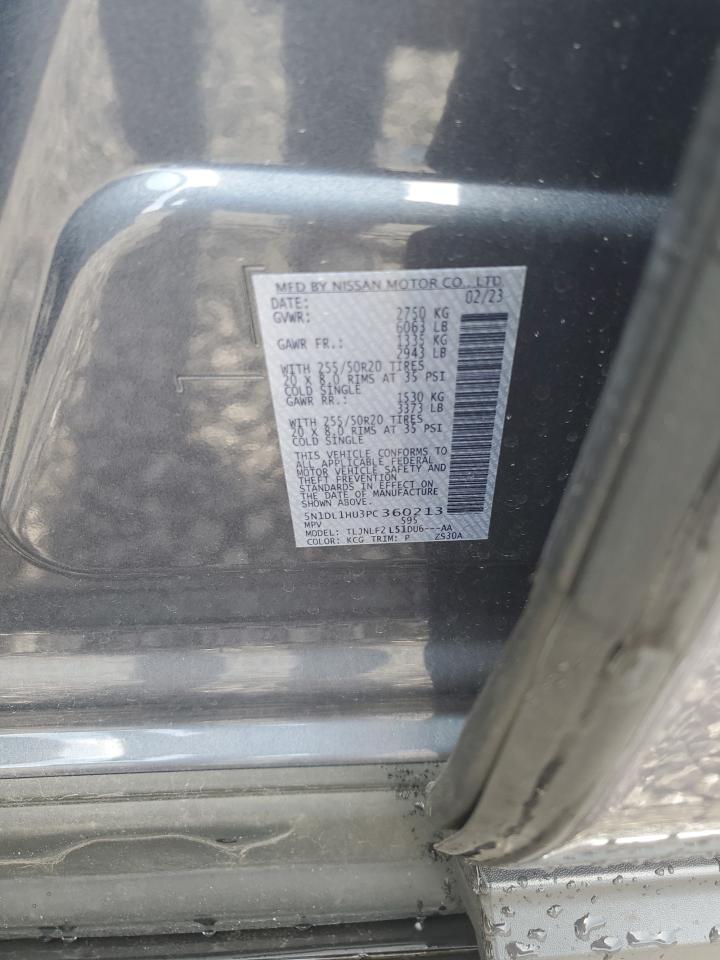 MFD BY NISSAN MOTOR CO., LTD
DATE: 02/23
GVWR: 2750 KG
6063 LB
GAWR FR.: 1335 KG
2943 LB
WITH 255/50R20 TIRES
20 X 8.0 RIMS AT 35 PSI
COLD SINGLE
GAWR RR.: 1530 KG
3373 LB
WITH 255/50R20 TIRES
20 X 8.0 RIMS AT 35 PSI
COLD SINGLE
THIS VEHICLE CONFORMS TO
ALL APPLICABLE FEDERAL
MOTOR VEHICLE SAFETY AND
THEFT PREVENTION
STANDARDS IN EFFECT ON
THE DATE OF MANUFACTURE
SHOWN ABOVE.
5N1DL1HU3PC360213
MPV 595
MODEL: TLJNLFZ L51DU6---AA
COLOR: KCG TRIM: P ZS30A